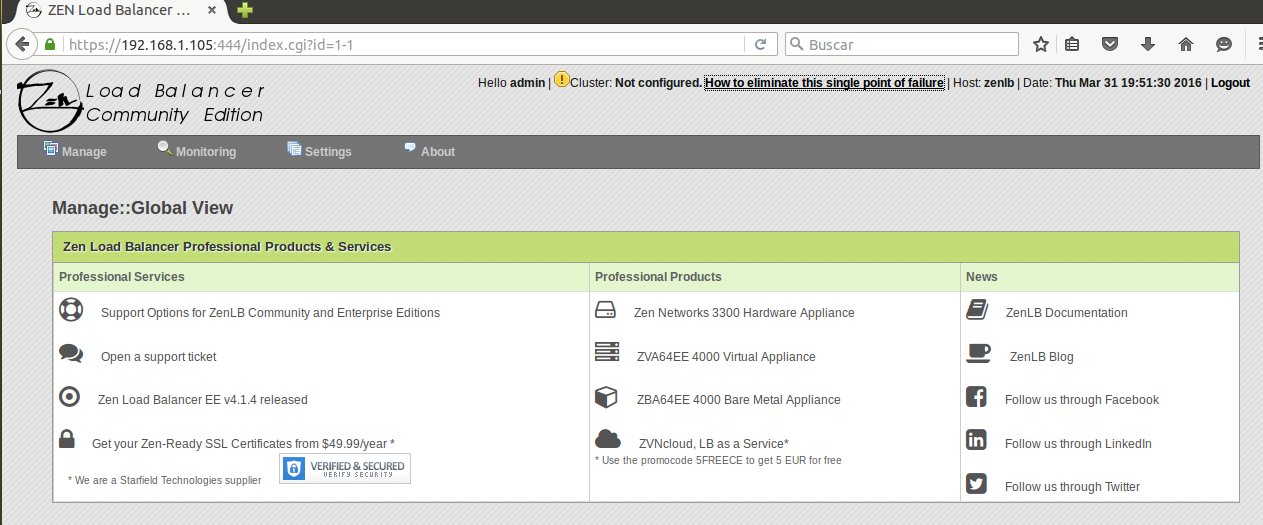 ZEN Load Balancer ...
https://192.168.1.105:444/index.cgi?id=1-1
Buscar
Zen Load Balancer
Community Edition
Hello admin | Cluster: Not configured. How to eliminate this single point of failure | Host: zenlb | Date: Thu Mar 31 19:51:30 2016 | Logout
Manage Monitoring Settings About
Manage::Global View
Zen Load Balancer Professional Products & Services
Professional Services
Support Options for ZenLB Community and Enterprise Editions
Open a support ticket
Zen Load Balancer EE v4.1.4 released
Get your Zen-Ready SSL Certificates from $49.99/year *
* We are a Starfield Technologies supplier
VERIFIED & SECURED
VERIFY SECURITY
Professional Products
Zen Networks 3300 Hardware Appliance
ZVA64EE 4000 Virtual Appliance
ZBA64EE 4000 Bare Metal Appliance
ZVNcloud, LB as a Service*
* Use the promocode 5FREECE to get 5 EUR for free
News
ZenLB Documentation
ZenLB Blog
Follow us through Facebook
Follow us through LinkedIn
Follow us through Twitter